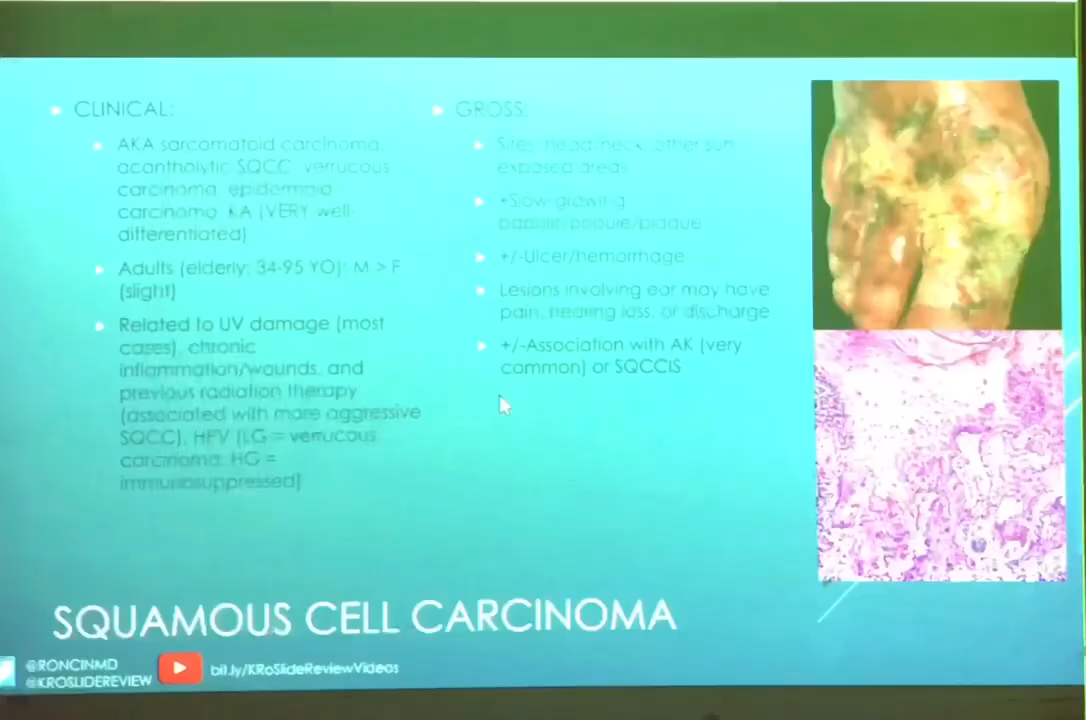 CLINICAL:
AKA sarcomatoid carcinoma,
acantholytic SQCC, verrucous
carcinoma, epidermoid
carcinoma, KA (VERY well-
differentiated)
Adults (elderly; 34-95 YO); M > F
(slight)
Related to UV damage (most
cases), chronic
inflammation/wounds, and
previous radiation therapy
(associated with more aggressive
SQCC), HPV (LG = verrucous
carcinoma; HG =
immunosuppressed)
GROSS:
Sites: head/neck, other sun
exposed areas
+Slow-growing
papule/nodule/plaque
+/-Ulcer/hemorrhage
Lesions involving ear may have
pain, hearing loss, or discharge
+/-Association with AK (very
common) or SQCCIS
SQUAMOUS CELL CARCINOMA
@RONCINMD
@KROSLIDEREVIEW
bit.ly/KRoSlideReviewVideos